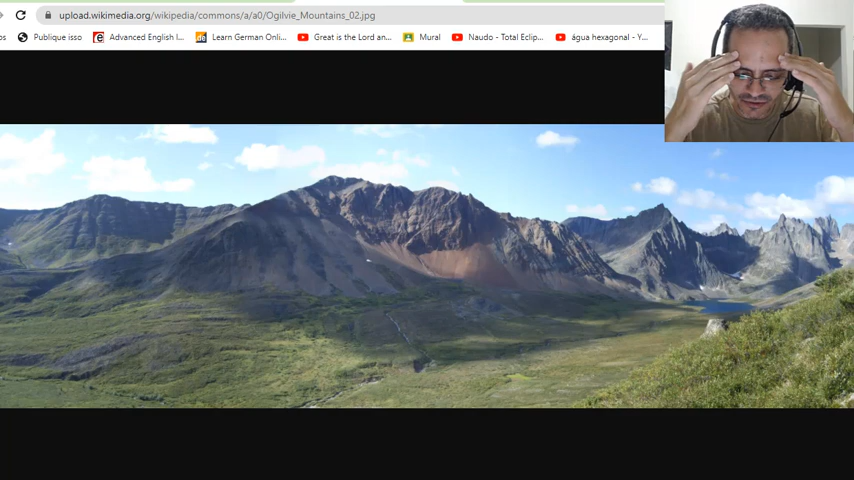 upload.wikimedia.org/wikipedia/commons/a/a0/Ogilvie_Mountains_02.jpg
os Publique isso Advanced English l... Learn German Onli... Great is the Lord an... Mural Naudo - Total Eclip... água hexagonal - Y...